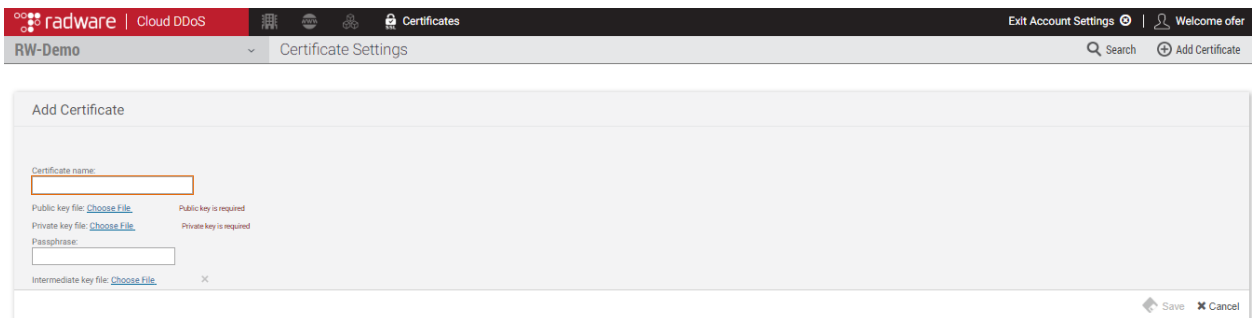 radware | Cloud DDoS Certificates Exit Account Settings | Welcome ofer
RW-Demo Certificate Settings Search Add Certificate
Add Certificate
Certificate name:
Public key file: Choose File Public key is required
Private key file: Choose File Private key is required
Passphrase:
Intermediate key file: Choose File
Save Cancel